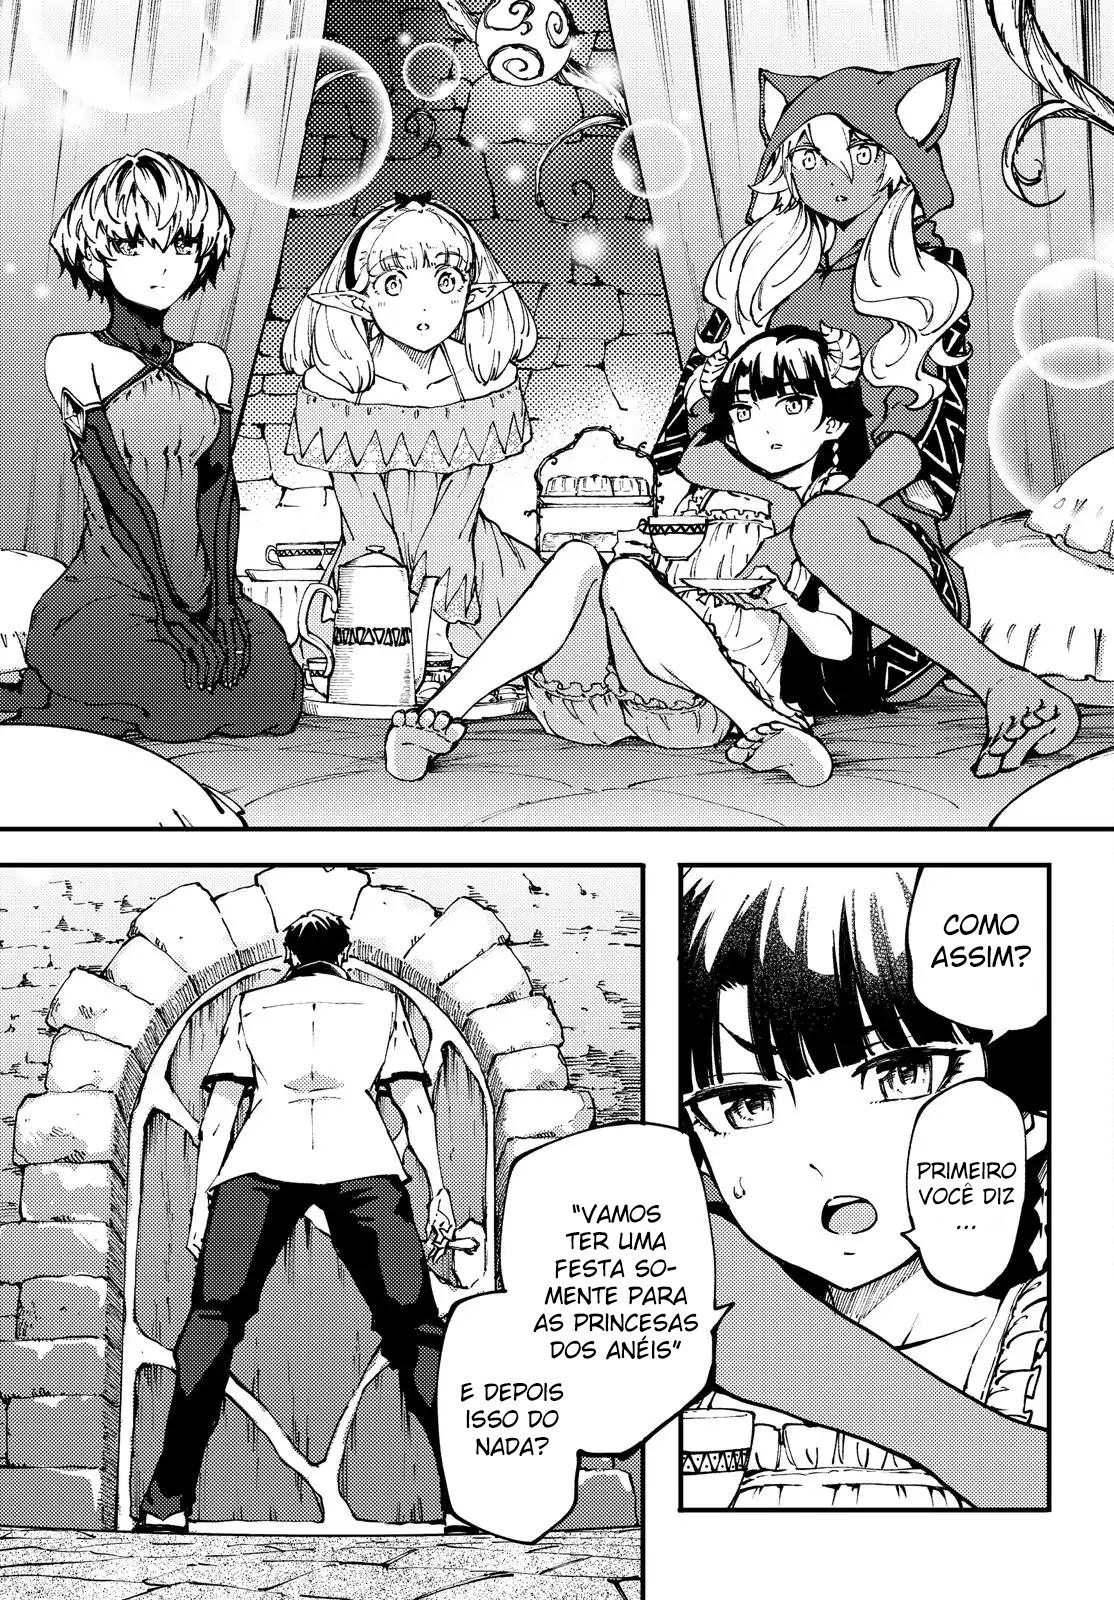 COMO
ASSIM?
PRIMEIRO
VOCÊ DIZ
...
"VAMOS
TER UMA
FESTA SO-
MENTE PARA
AS PRINCESAS
DOS ANÉIS"
E DEPOIS
ISSO DO
NADA?